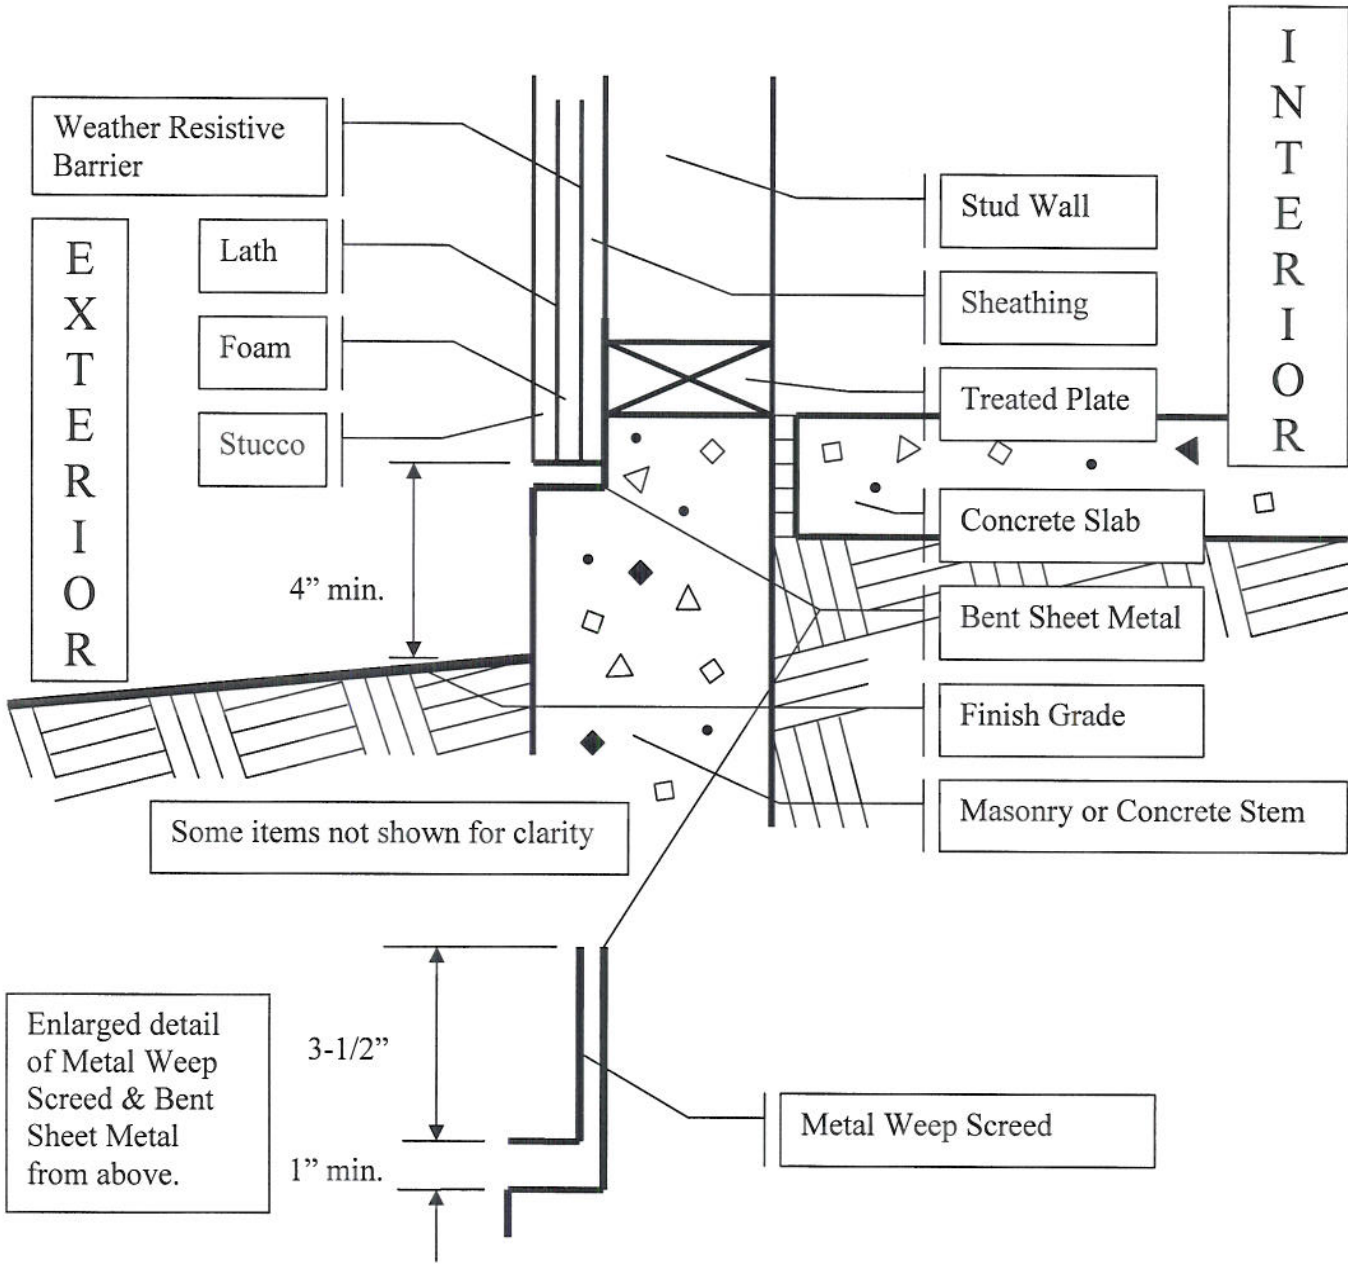 INTERIOR
Weather Resistive
Barrier
EXTERIOR
Lath
Foam
Stucco
4” min.
Stud Wall
Sheathing
Treated Plate
Concrete Slab
Bent Sheet Metal
Finish Grade
Masonry or Concrete Stem
Some items not shown for clarity
Enlarged detail
of Metal Weep
Screed & Bent
Sheet Metal
from above.
3-1/2”
1” min.
Metal Weep Screed